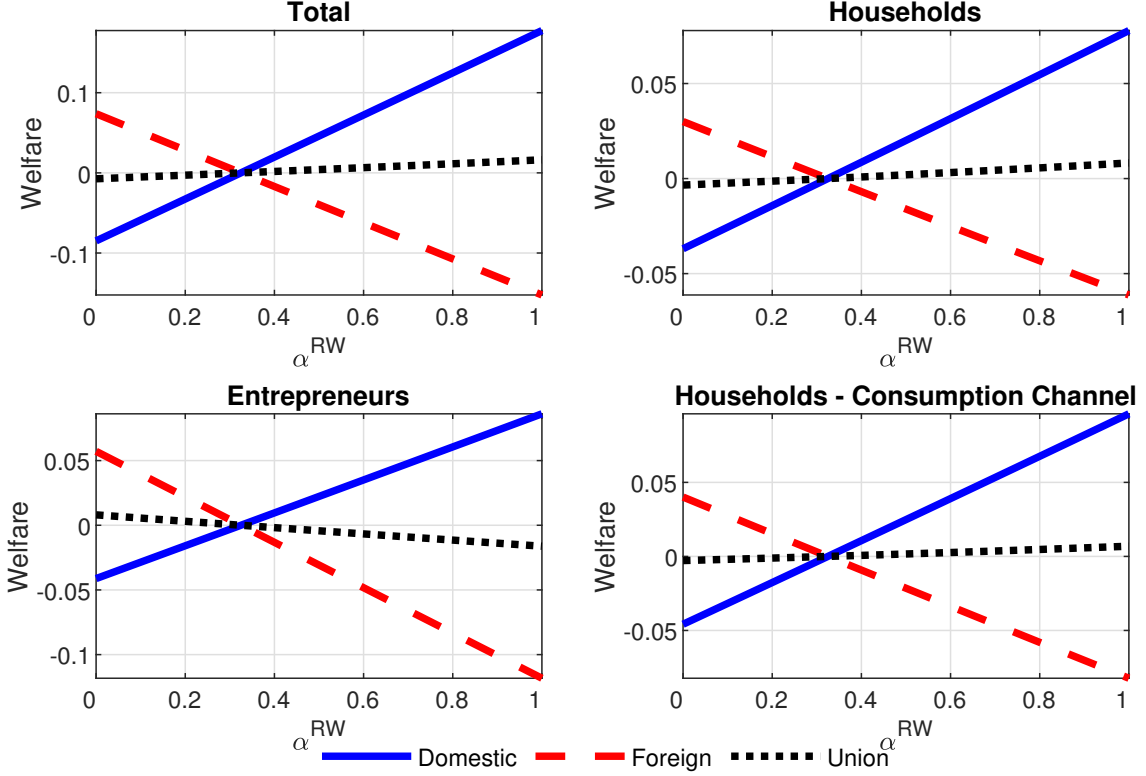 Total
Households
Welfare
0.1
0
-0.1
0 0.2 0.4 0.6 0.8 1
α^RW
Welfare
0.05
0
-0.05
0 0.2 0.4 0.6 0.8 1
α^RW
Entrepreneurs
Households - Consumption Channel
Welfare
0.05
0
-0.05
-0.1
0 0.2 0.4 0.6 0.8 1
α^RW
Welfare
0.05
0
-0.05
0 0.2 0.4 0.6 0.8 1
α^RW
Domestic Foreign Union